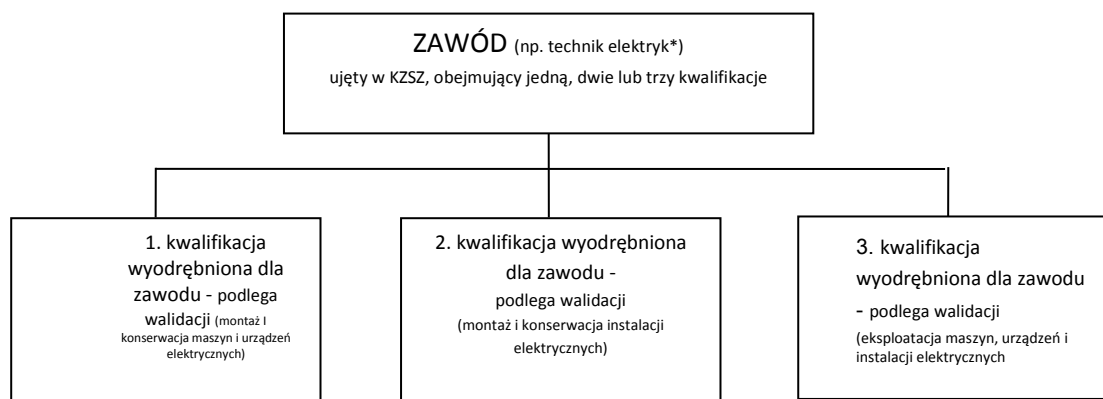 ZAWÓD (np. technik elektryk*)
ujęty w KZSZ, obejmujący jedną, dwie lub trzy kwalifikacje
1. kwalifikacja
wyodrębniona dla
zawodu - podlega
walidacji (montaż I
konserwacja maszyn i urządzeń
elektrycznych)
2. kwalifikacja wyodrębniona
dla zawodu -
podlega walidacji
(montaż i konserwacja instalacji
elektrycznych)
3. kwalifikacja
wyodrębniona dla zawodu
- podlega walidacji
(eksploatacja maszyn, urządzeń i
instalacji elektrycznych